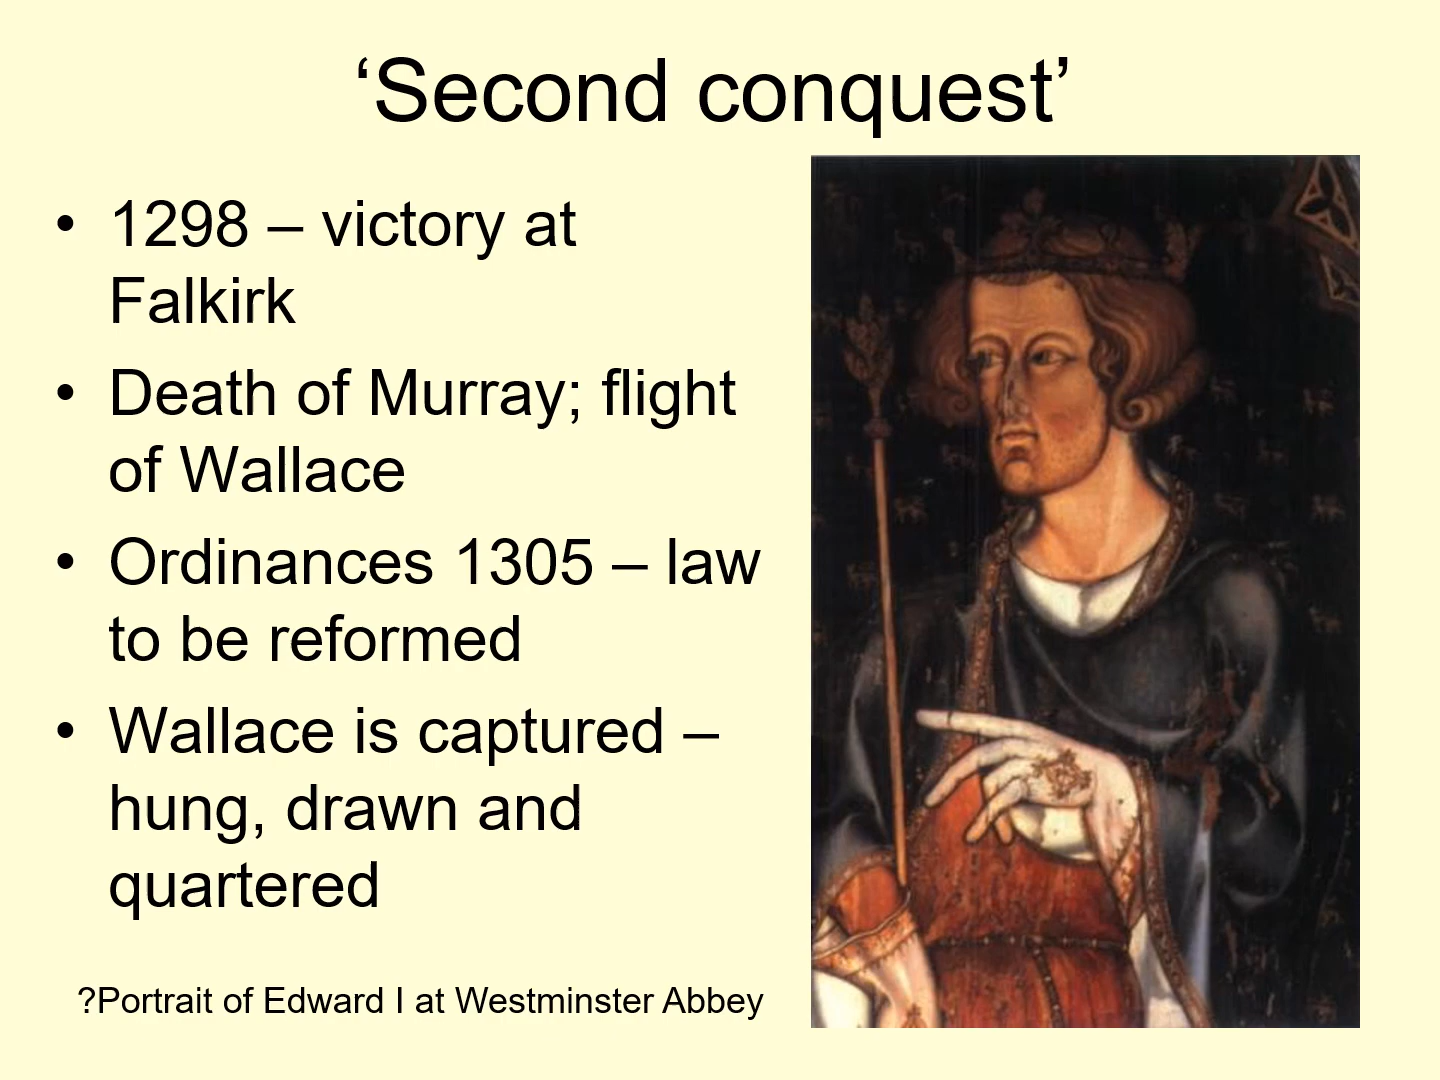 ‘Second conquest’
• 1298 – victory at
Falkirk
• Death of Murray; flight
of Wallace
• Ordinances 1305 – law
to be reformed
• Wallace is captured –
hung, drawn and
quartered
?Portrait of Edward I at Westminster Abbey